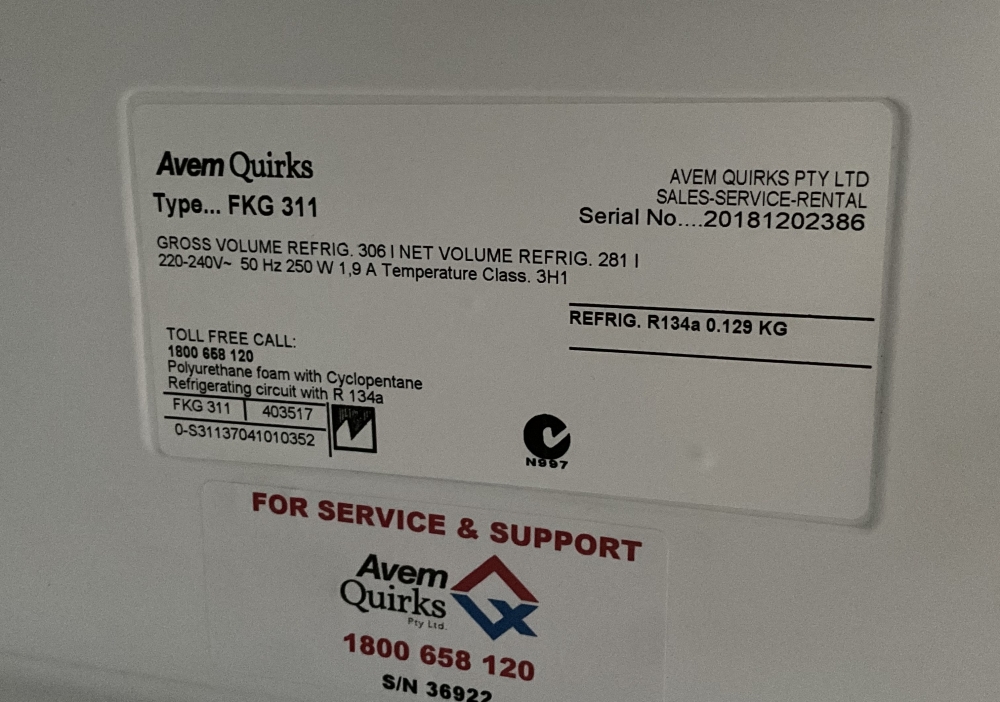 Avem Quirks
Type... FKG 311
AVEM QUIRKS PTY LTD
SALES-SERVICE-RENTAL
Serial No....20181202386
GROSS VOLUME REFRIG. 306 l NET VOLUME REFRIG. 281 l
220-240V~ 50 Hz 250 W 1,9 A Temperature Class. 3H1
REFRIG. R134a 0.129 KG
TOLL FREE CALL:
1800 658 120
Polyurethane foam with Cyclopentane
Refrigerating circuit with R 134a
FKG 311 403517
0-S31137041010352
N997
FOR SERVICE & SUPPORT
Avem
Quirks
Pty Ltd.
1800 658 120
S/N 36922